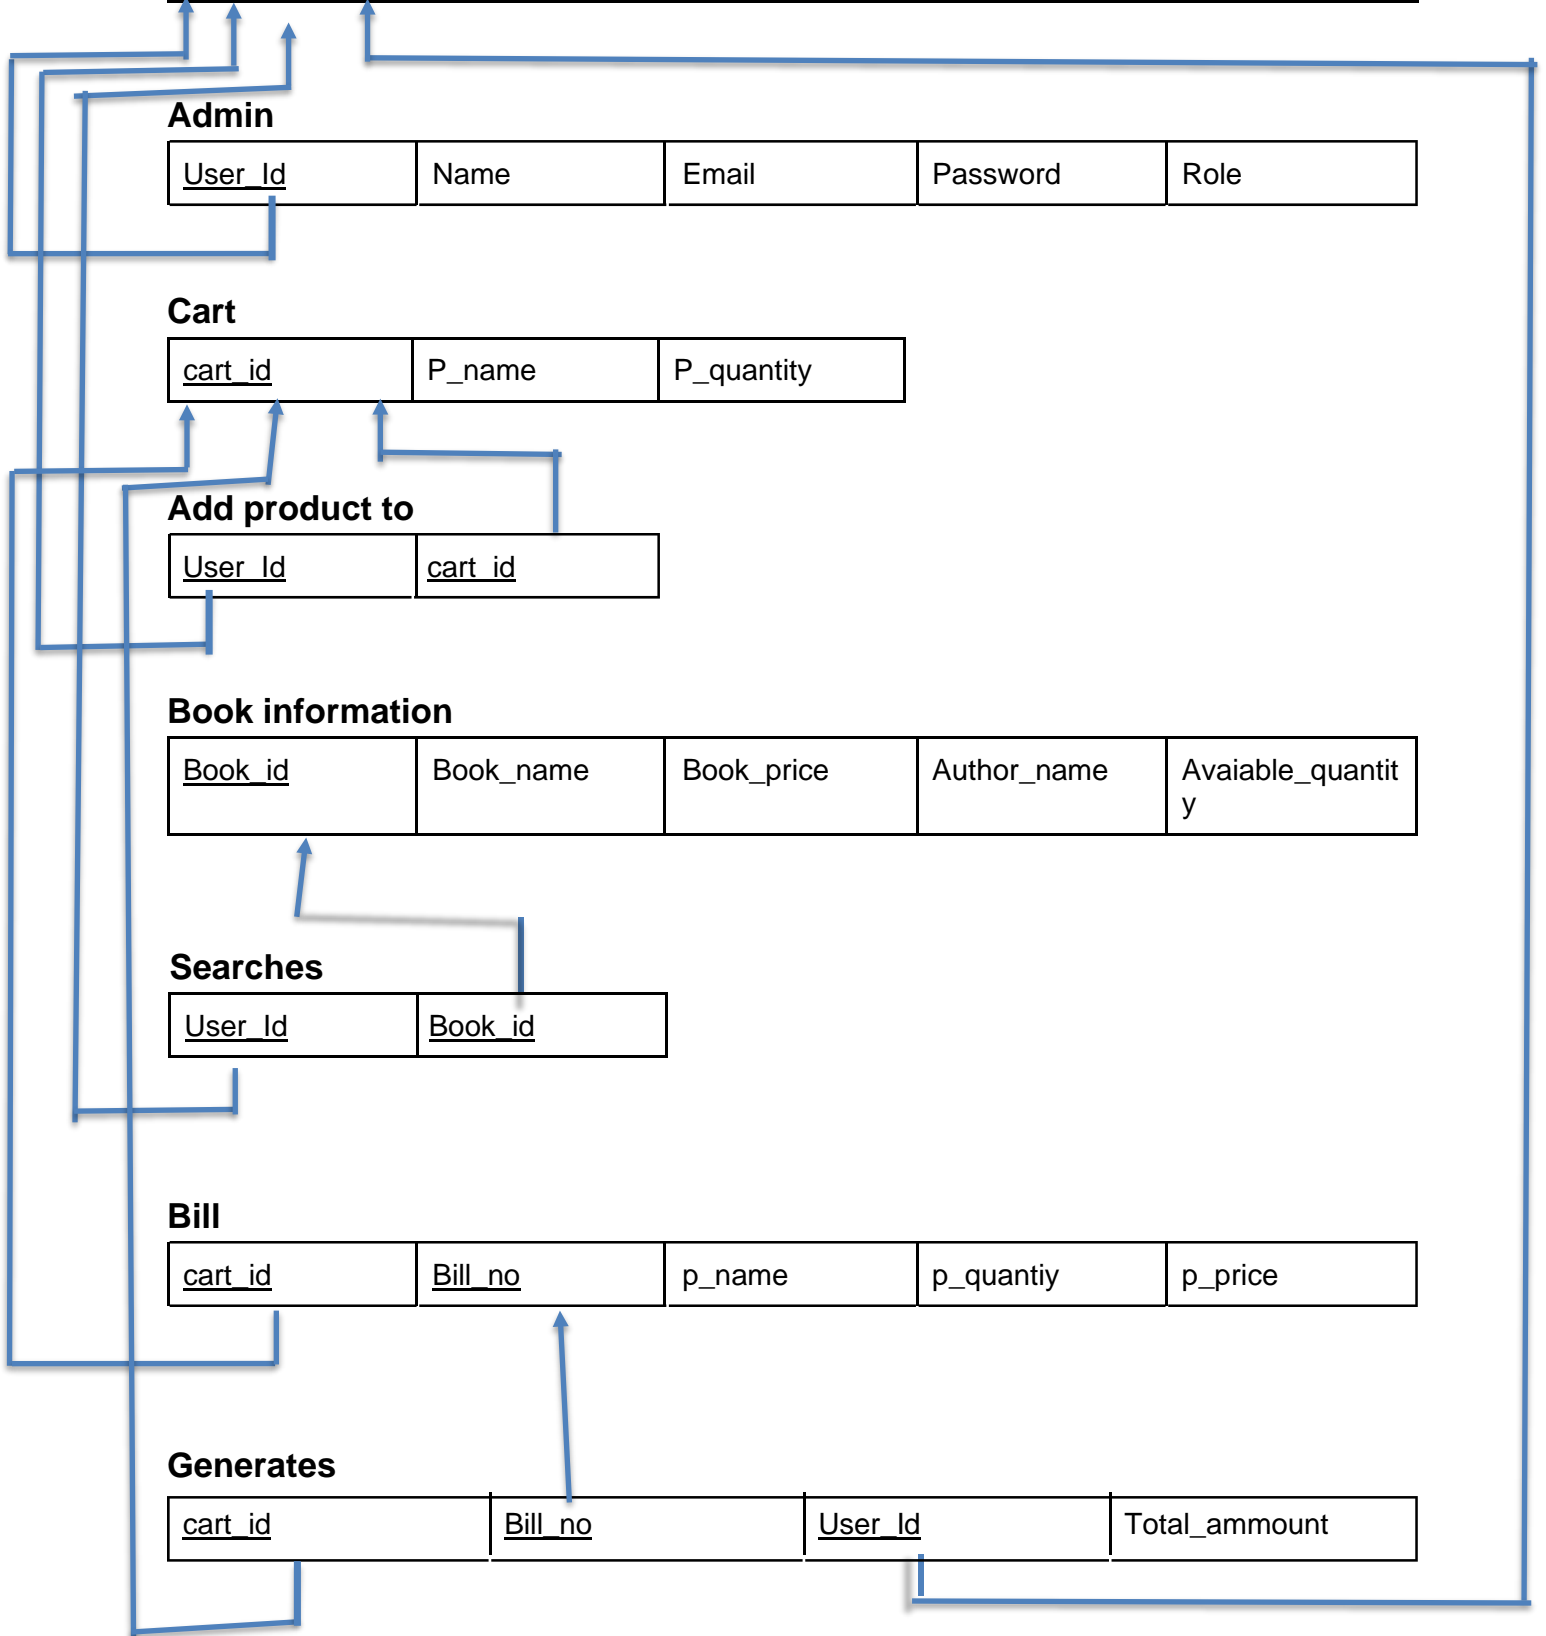 Admin
User_Id Name Email Password Role
Cart
cart_id P_name P_quantity
Add product to
User_Id cart_id
Book information
Book_id Book_name Book_price Author_name Avaiable_quantit
y
Searches
User_Id Book_id
Bill
cart_id Bill_no p_name p_quantiy p_price
Generates
cart_id Bill_no User_Id Total_ammount